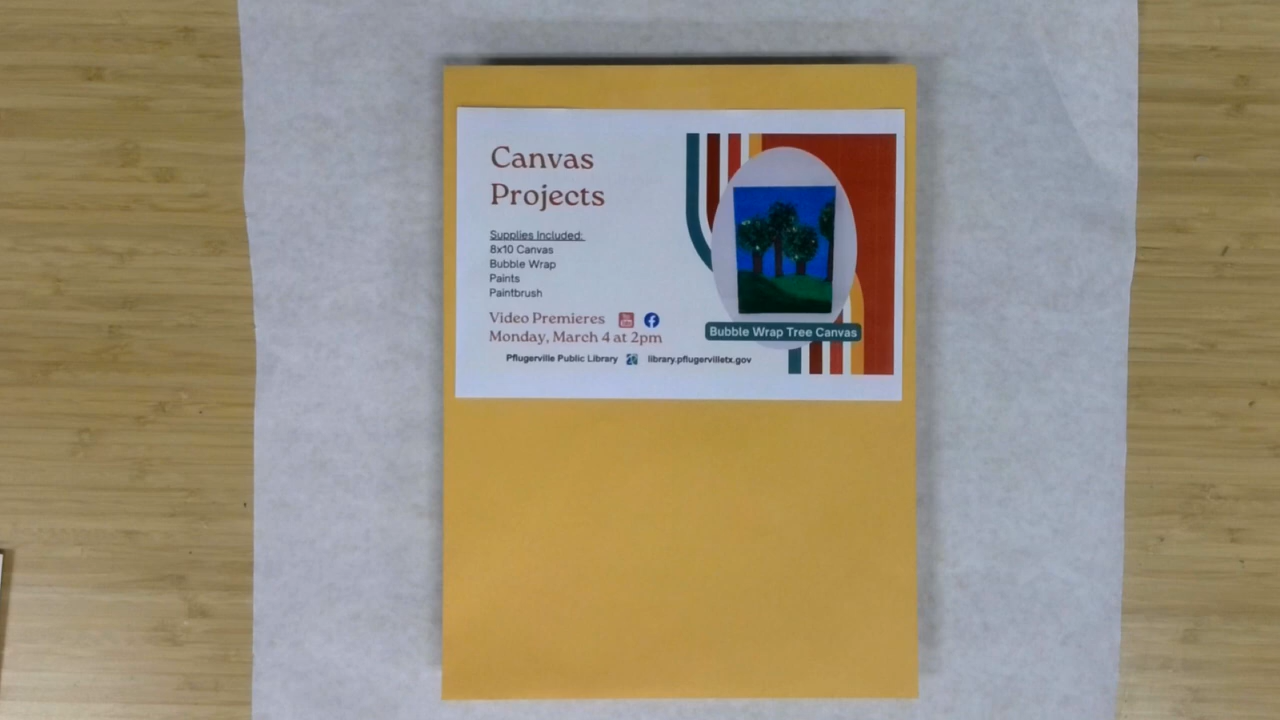 Canvas
Projects
Supplies Included:
8x10 Canvas
Bubble Wrap
Paints
Paintbrush
Video Premieres
Monday, March 4 at 2pm
Bubble Wrap Tree Canvas
Pflugerville Public Library library.pflugervilletx.gov